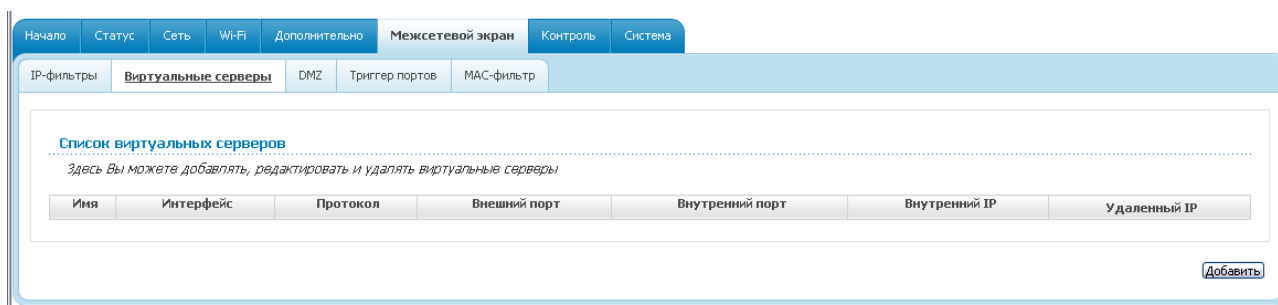 Начало Статус Сеть Wi-Fi Дополнительно Межсетевой экран Контроль Система
IP-фильтры Виртуальные серверы DMZ Триггер портов MAC-фильтр
Список виртуальных серверов
Здесь Вы можете добавлять, редактировать и удалять виртуальные серверы
Имя Интерфейс Протокол Внешний порт Внутренний порт Внутренний IP Удаленный IP
Добавить